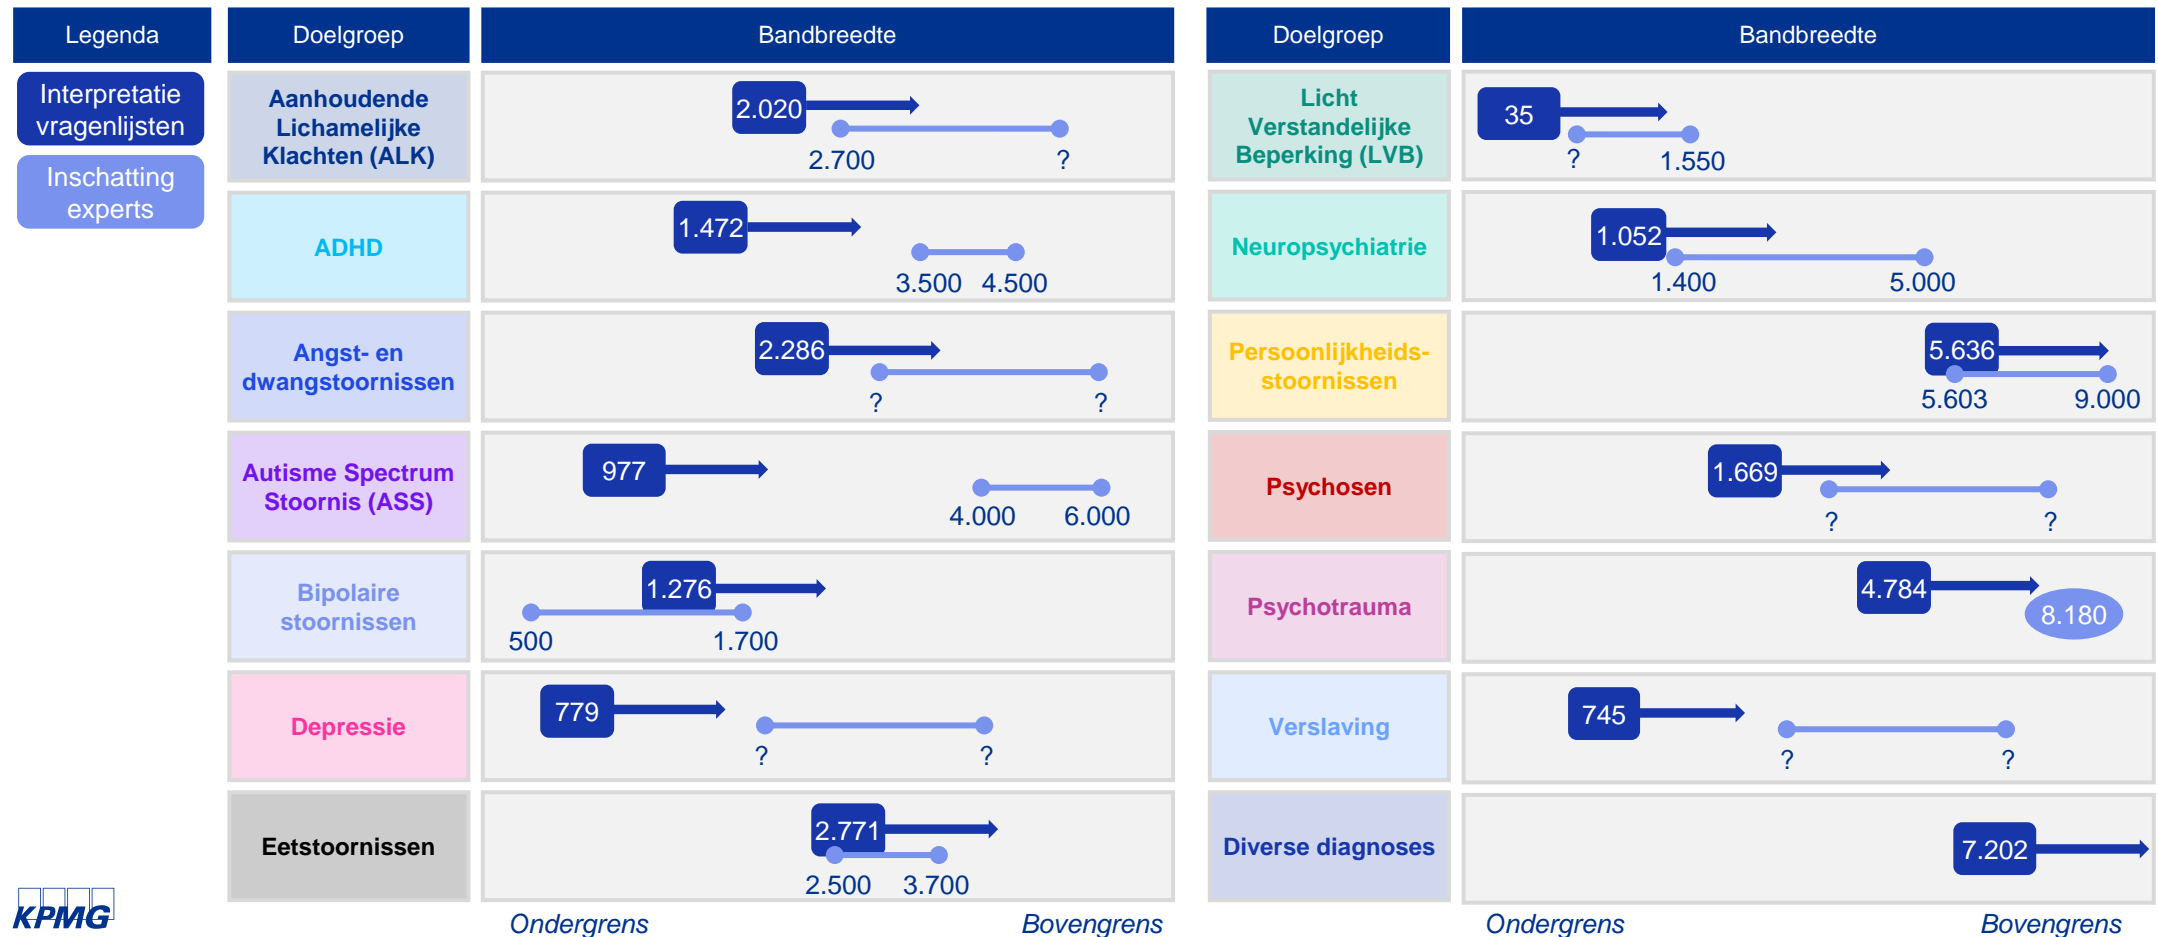 Legenda
Interpretatie
vragenlijsten
Inschatting
experts
Doelgroep
Bandbreedte
Aanhoudende
Lichamelijke
Klachten (ALK)
2.020
2.700
?
ADHD
1.472
3.500
4.500
Angst- en
dwangstoornissen
2.286
?
?
Autisme Spectrum
Stoornis (ASS)
977
4.000
6.000
Bipolaire
stoornissen
1.276
500
1.700
Depressie
779
?
?
Eetstoornissen
2.771
2.500
3.700
Ondergrens
Bovengrens
Doelgroep
Bandbreedte
Licht
Verstandelijke
Beperking (LVB)
35
?
1.550
Neuropsychiatrie
1.052
1.400
5.000
Persoonlijkheids-
stoornissen
5.636
5.603
9.000
Psychosen
1.669
?
?
Psychotrauma
4.784
8.180
Verslaving
745
?
?
Diverse diagnoses
7.202
Ondergrens
Bovengrens
KPMG